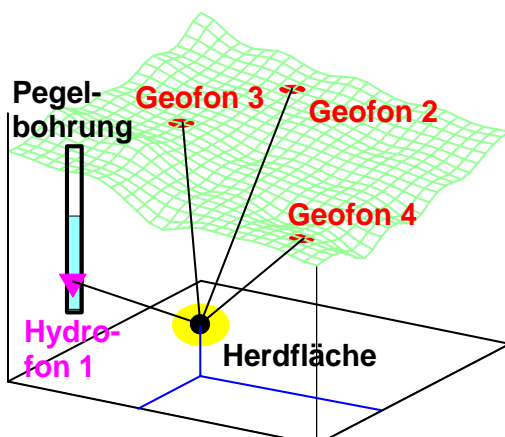 Pegel-
bohrung
Geofon 3
Geofon 2
Geofon 4
Hydro-
fon 1
Herdfläche